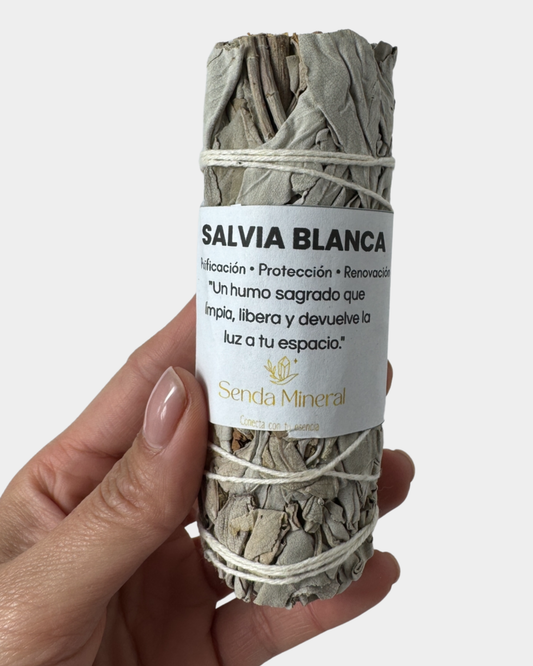 SALVIA BLANCA
Purificación • Protección • Renovación
"Un humo sagrado que
limpia, libera y devuelve la
luz a tu espacio."
Senda Mineral
Conecta con tu esencia